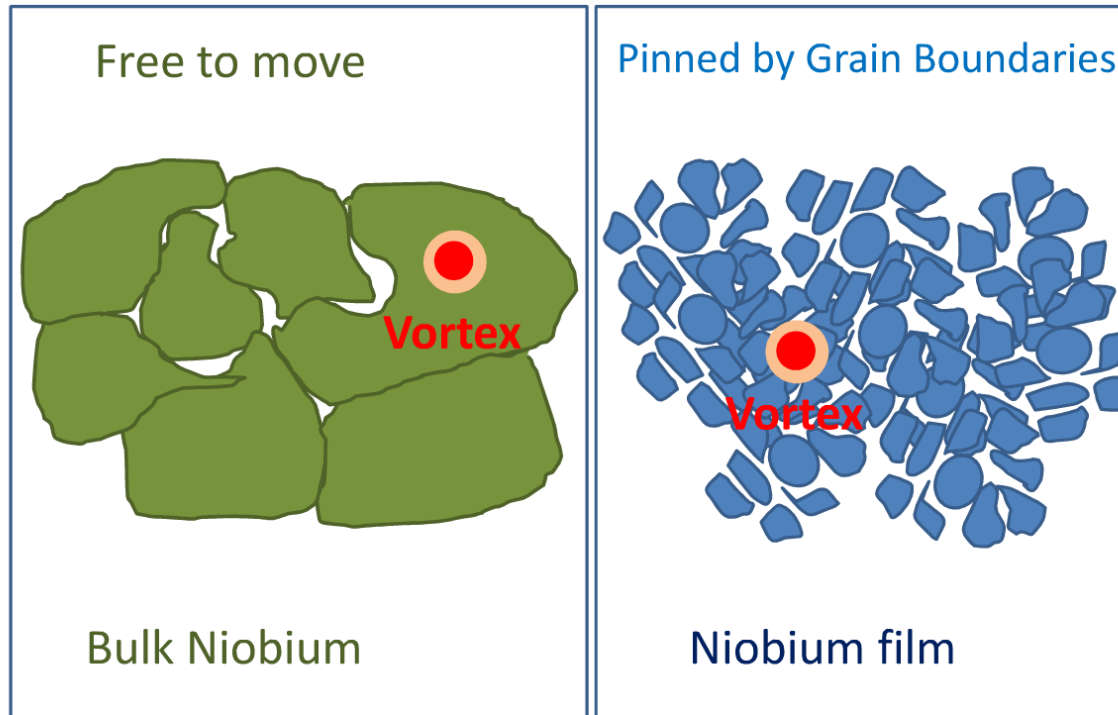 Free to move
Vortex
Bulk Niobium
Pinned by Grain Boundaries
Vortex
Niobium film